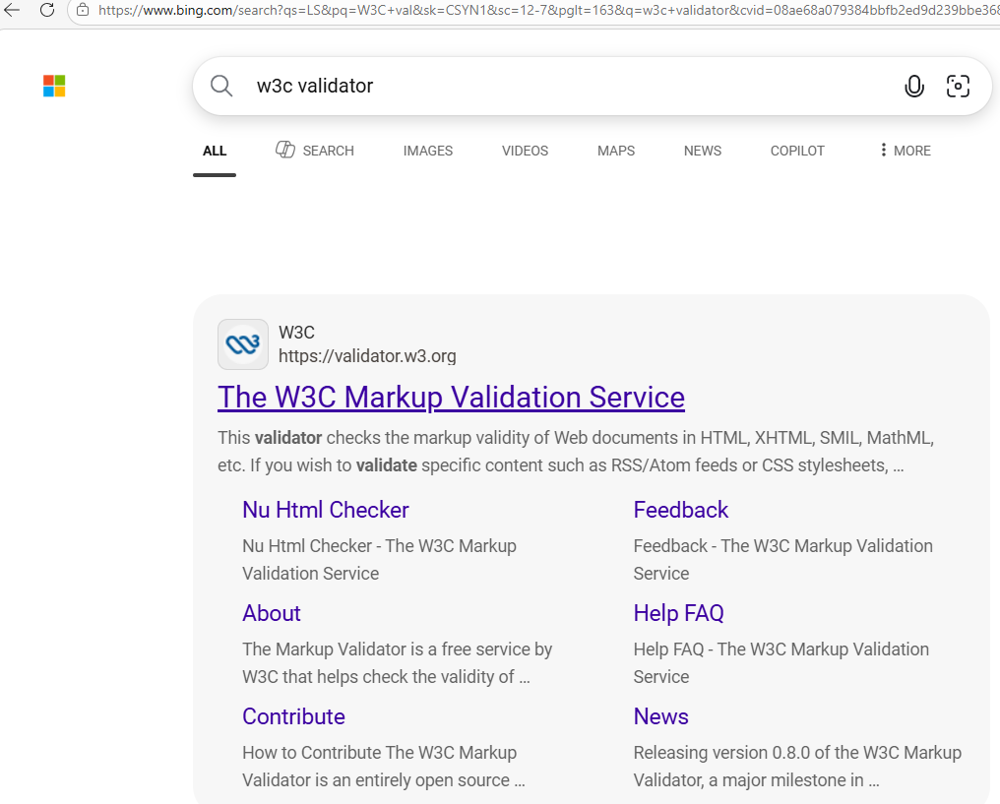 https://www.bing.com/search?qs=LS&pq=W3C+val&sk=CSYN1&sc=12-7&pglt=163&q=w3c+validator&cvid=08ae68a079384bbfb2ed9d239bbe368
w3c validator
ALL SEARCH IMAGES VIDEOS MAPS NEWS COPILOT MORE
W3C
https://validator.w3.org
The W3C Markup Validation Service
This validator checks the markup validity of Web documents in HTML, XHTML, SMIL, MathML,
etc. If you wish to validate specific content such as RSS/Atom feeds or CSS stylesheets, …
Nu Html Checker
Nu Html Checker - The W3C Markup
Validation Service
Feedback
Feedback - The W3C Markup Validation
Service
About
The Markup Validator is a free service by
W3C that helps check the validity of …
Help FAQ
Help FAQ - The W3C Markup Validation
Service
Contribute
How to Contribute The W3C Markup
Validator is an entirely open source …
News
Releasing version 0.8.0 of the W3C Markup
Validator, a major milestone in …